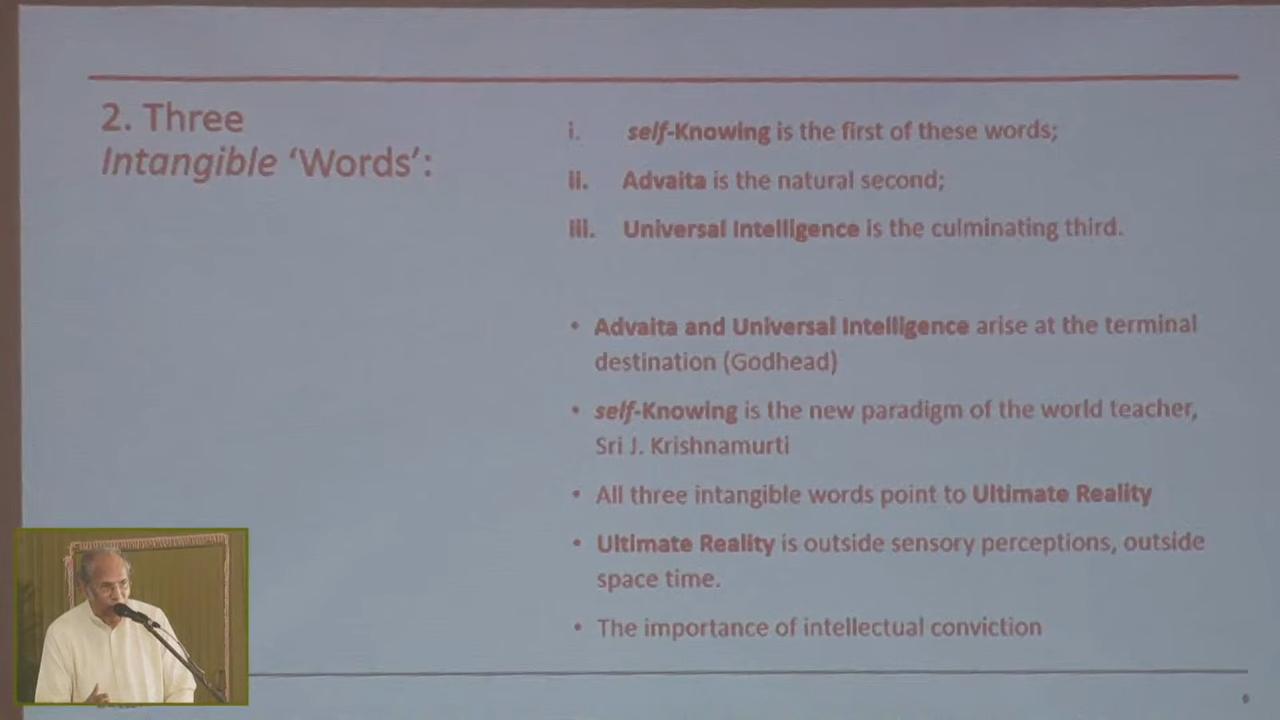 2. Three
Intangible ‘Words’:
i. self-Knowing is the first of these words;
ii. Advaita is the natural second;
iii. Universal Intelligence is the culminating third.
• Advaita and Universal Intelligence arise at the terminal
destination (Godhead)
• self-Knowing is the new paradigm of the world teacher,
Sri J. Krishnamurti
• All three intangible words point to Ultimate Reality
• Ultimate Reality is outside sensory perceptions, outside
space time.
• The importance of intellectual conviction